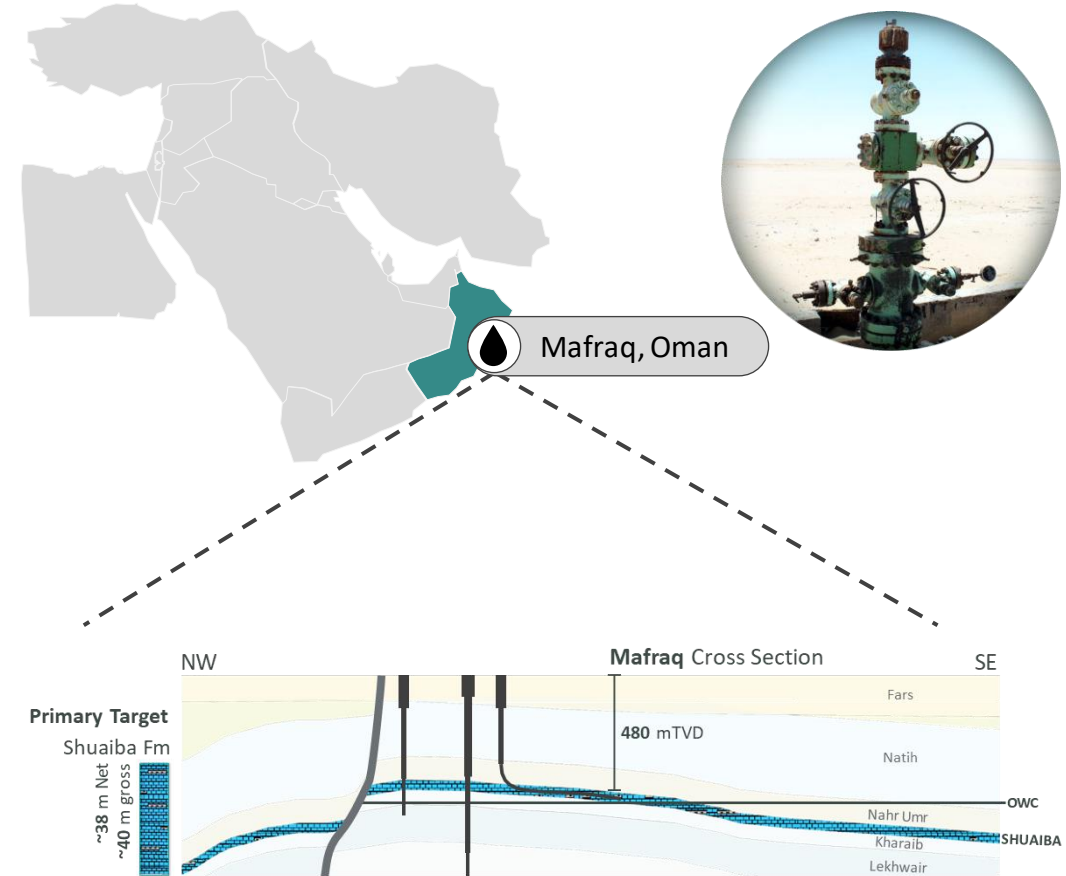 Mafraq, Oman
Mafraq Cross Section
NW
SE
Primary Target
Shuaiba Fm
~38 m Net
~40 m gross
480 mTVD
Fars
Natih
OWC
Nahr Umr
SHUAIBA
Kharaib
Lekhwair